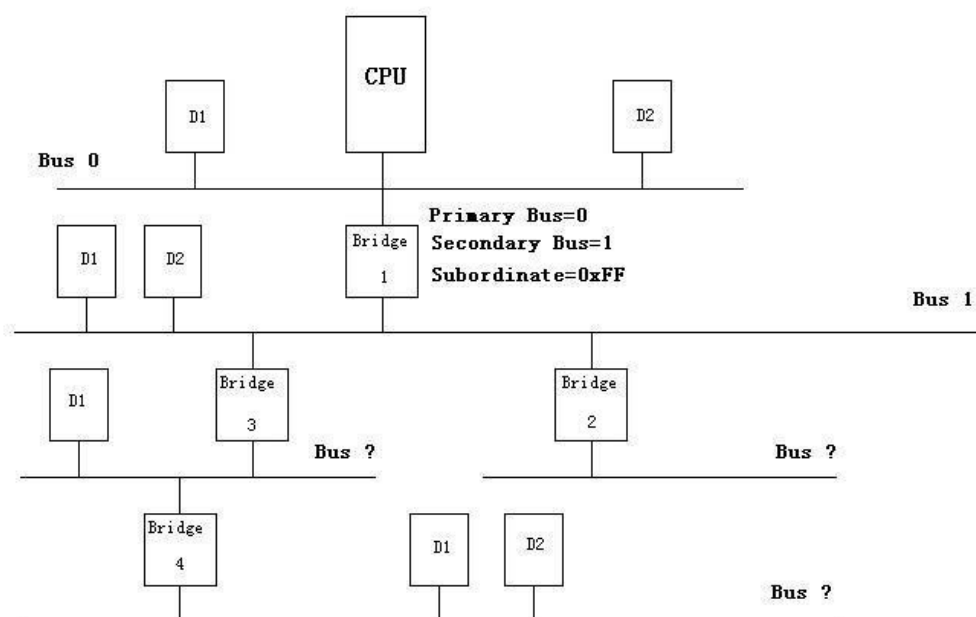 CPU
D1
D2
Bus 0
Primary Bus=0
Bridge
1
Secondary Bus=1
Subordinate=0xFF
D1
D2
Bus 1
Bridge
3
Bridge
2
D1
Bus ?
Bus ?
Bridge
4
D1
D2
Bus ?